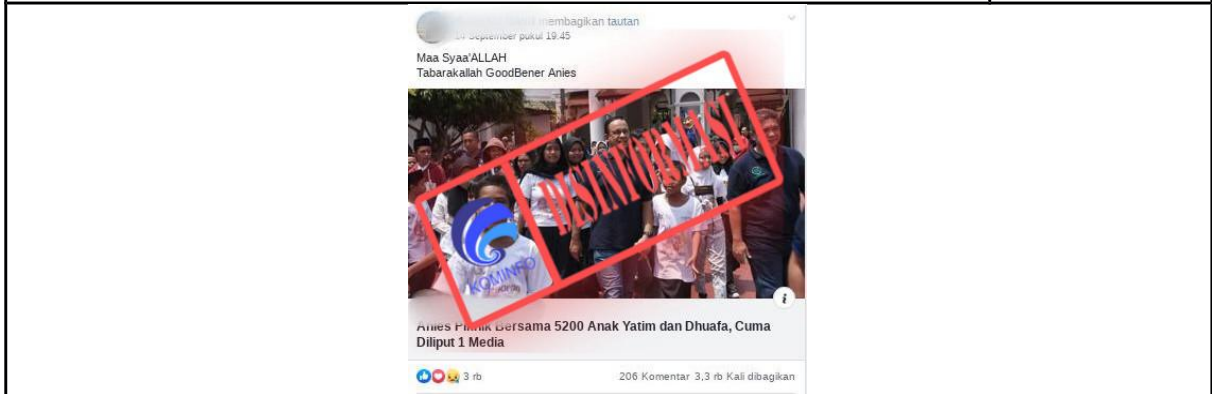 membagikan tautan
14 September pukul 19.45
Maa Syaa'ALLAH
Tabarakallah GoodBener Anies
DISINFORMASI
KOMINFO
i
Anies Piknik Bersama 5200 Anak Yatim dan Dhuafa, Cuma
Diliput 1 Media
3 rb
206 Komentar 3,3 rb Kali dibagikan